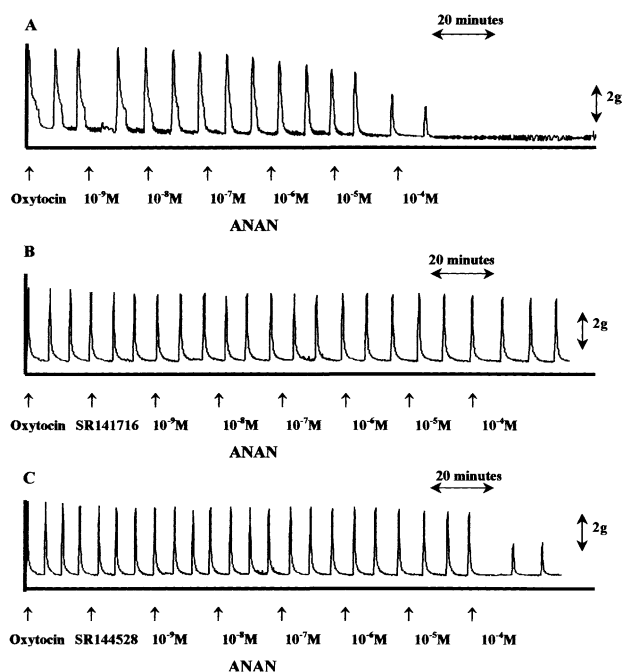 A
20 minutes
2g
Oxytocin 10⁻⁹M 10⁻⁸M 10⁻⁷M 10⁻⁶M 10⁻⁵M 10⁻⁴M
ANAN
B
20 minutes
2g
Oxytocin SR141716 10⁻⁹M 10⁻⁸M 10⁻⁷M 10⁻⁶M 10⁻⁵M 10⁻⁴M
ANAN
C
20 minutes
2g
Oxytocin SR144528 10⁻⁹M 10⁻⁸M 10⁻⁷M 10⁻⁶M 10⁻⁵M 10⁻⁴M
ANAN